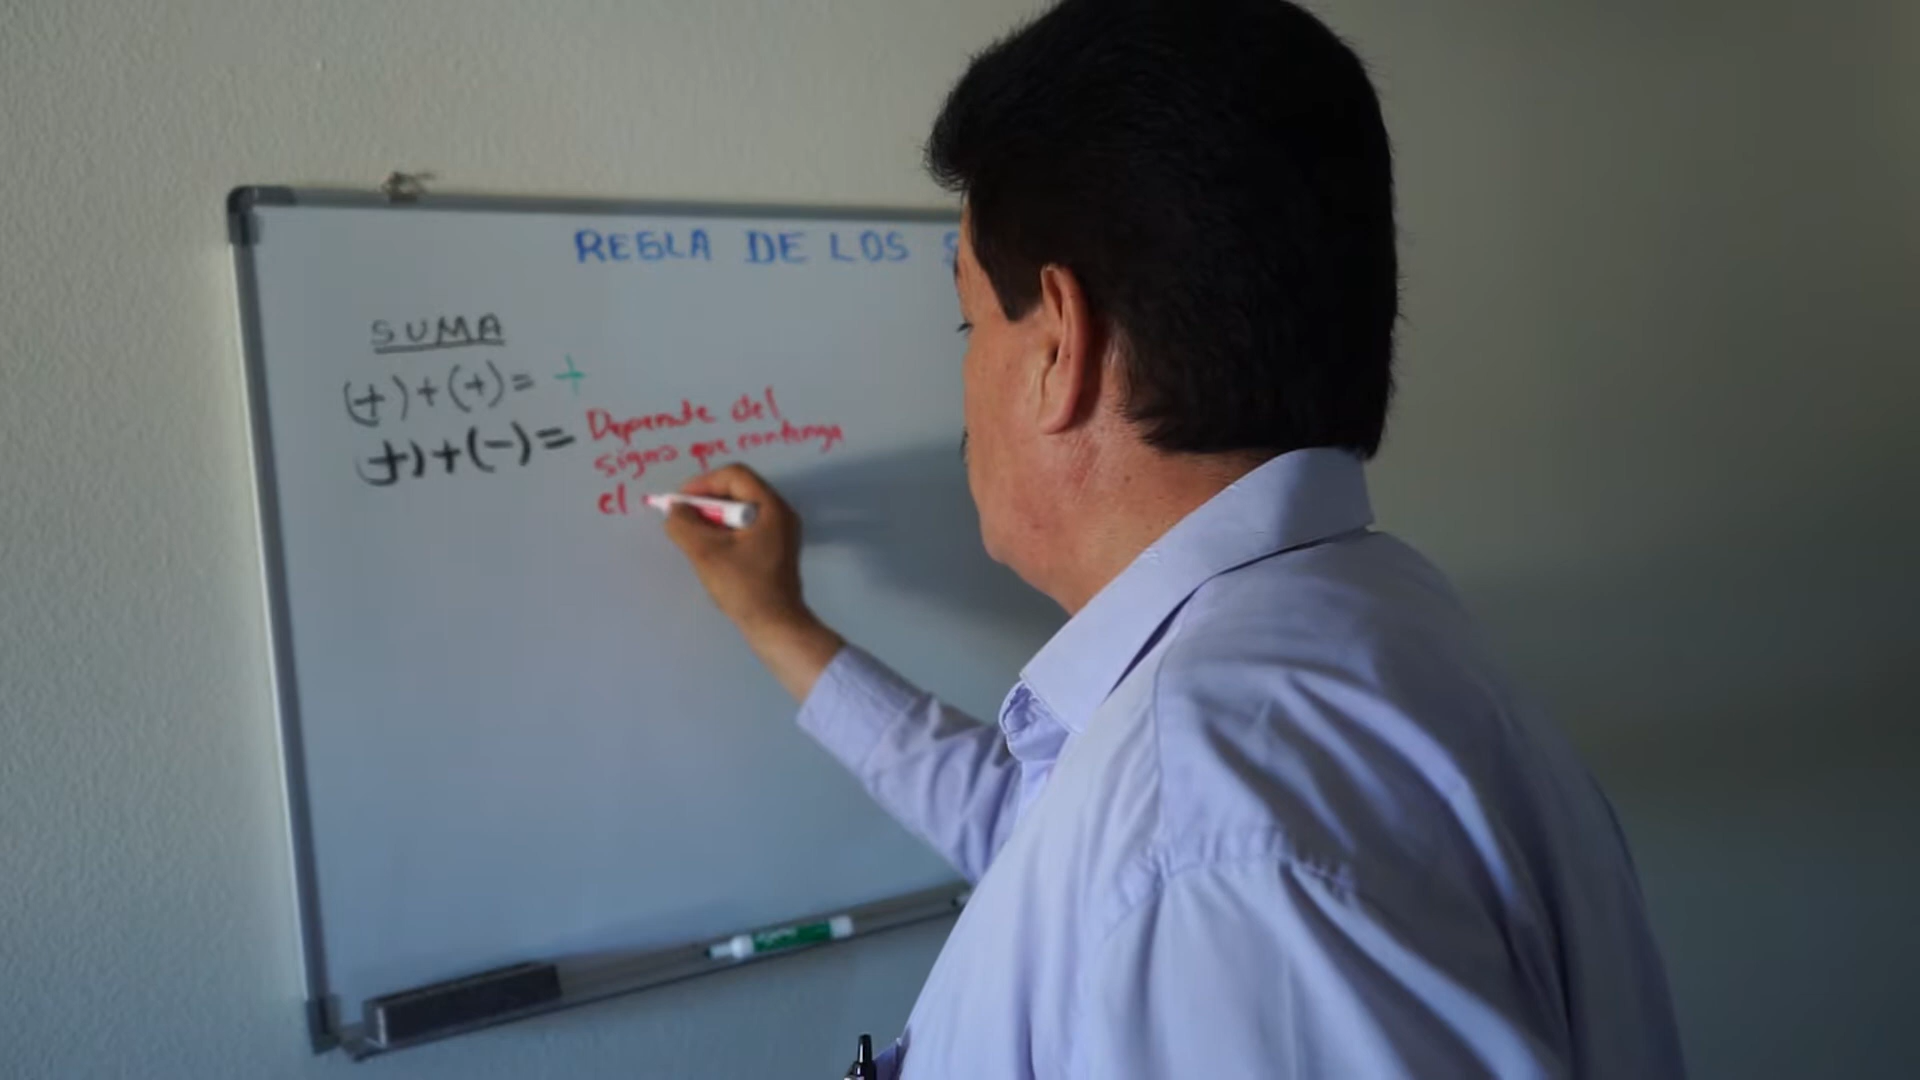 REGLA DE LOS S
SUMA
(+)+(+)= +
(+)+(-)=
Depende del
signo que contenga
el